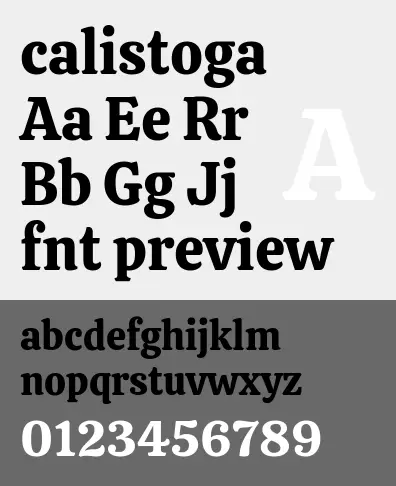 calistoga
Aa Ee Rr
A
Bb Gg Jj
fnt preview
abcdefghijklm
nopqrstuvwxyz
0123456789